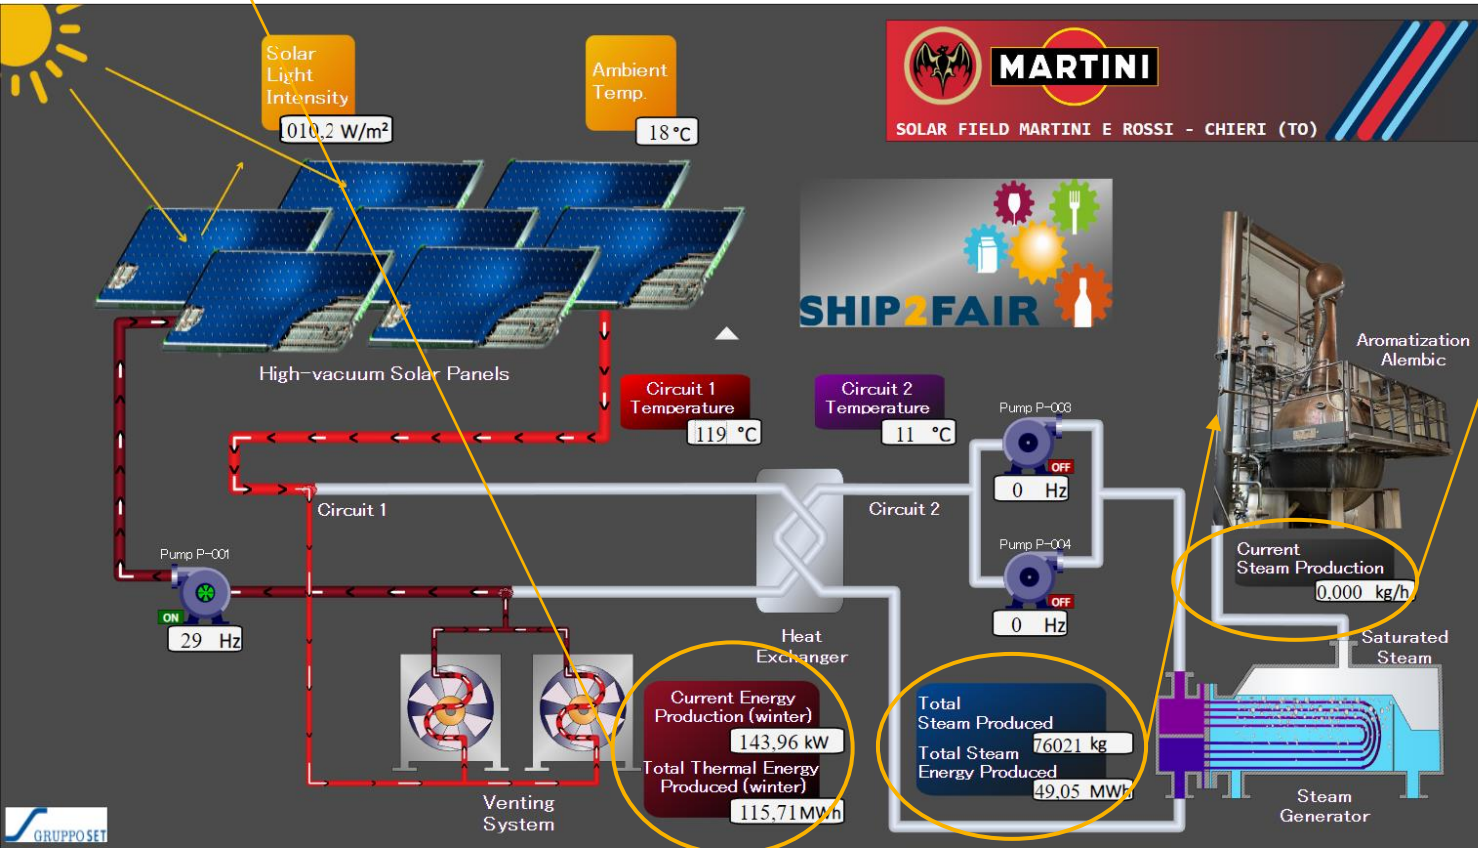 Solar
Light
Intensity
1010,2 W/m²
Ambient
Temp.
18 °C
MARTINI
SOLAR FIELD MARTINI E ROSSI - CHIERI (TO)
SHIP2FAIR
High-vacuum Solar Panels
Aromatization
Alembic
Circuit 1
Temperature
119 °C
Circuit 2
Temperature
11 °C
Pump P-003
OFF
0 Hz
Circuit 1
Circuit 2
Pump P-001
ON
29 Hz
Pump P-004
OFF
0 Hz
Current
Steam Production
0,000 kg/h
Heat
Exchanger
Saturated
Steam
Current Energy
Production (winter)
143,96 kW
Total Thermal Energy
Produced (winter)
115,71 MWh
Total
Steam Produced
76021 kg
Total Steam
Energy Produced
49,05 MWh
Venting
System
Steam
Generator
GRUPPO SET